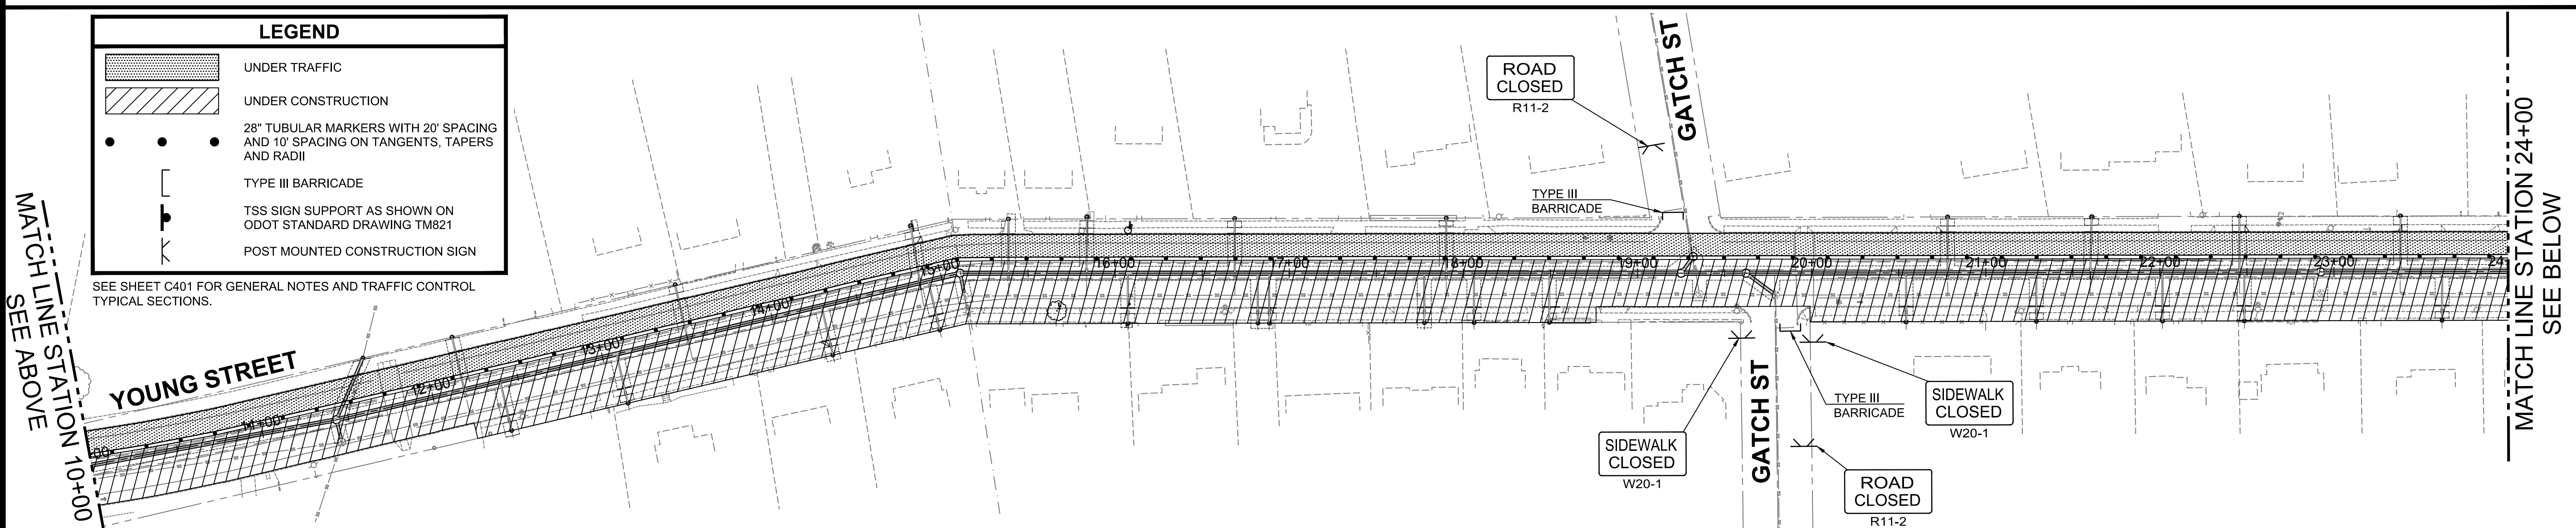 LEGEND
UNDER TRAFFIC
UNDER CONSTRUCTION
28" TUBULAR MARKERS WITH 20' SPACING
AND 10' SPACING ON TANGENTS, TAPERS
AND RADII
TYPE III BARRICADE
TSS SIGN SUPPORT AS SHOWN ON
ODOT STANDARD DRAWING TM821
POST MOUNTED CONSTRUCTION SIGN
SEE SHEET C401 FOR GENERAL NOTES AND TRAFFIC CONTROL
TYPICAL SECTIONS.
MATCH LINE STATION 10+00
SEE ABOVE
YOUNG STREET
11+00
12+00
13+00
14+00
15+00
16+00
17+00
18+00
19+00
20+00
21+00
22+00
23+00
24
ROAD
CLOSED
R11-2
GATCH ST
TYPE III
BARRICADE
SIDEWALK
CLOSED
W20-1
GATCH ST
TYPE III
BARRICADE
SIDEWALK
CLOSED
W20-1
ROAD
CLOSED
R11-2
MATCH LINE STATION 24+00
SEE BELOW